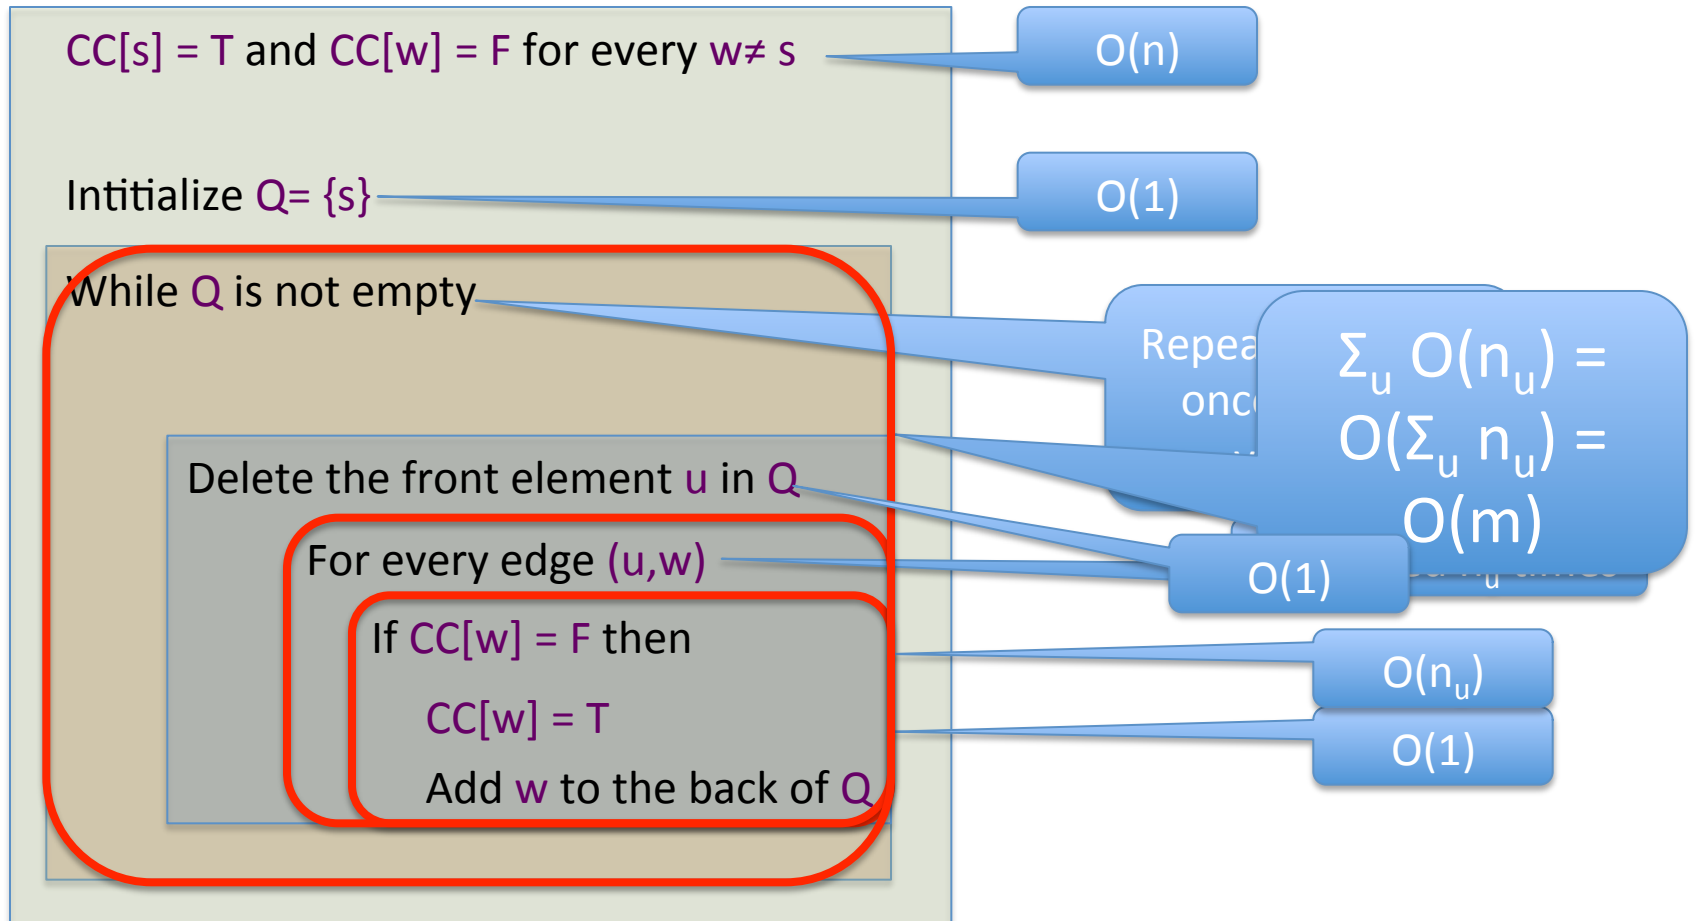 CC[s] = T and CC[w] = F for every w≠ s
O(n)
Intitialize Q= {s}
O(1)
While Q is not empty
Σu O(nu) =
O(Σu nu) =
O(m)
Delete the front element u in Q
For every edge (u,w)
O(1)
If CC[w] = F then
O(nu)
CC[w] = T
O(1)
Add w to the back of Q